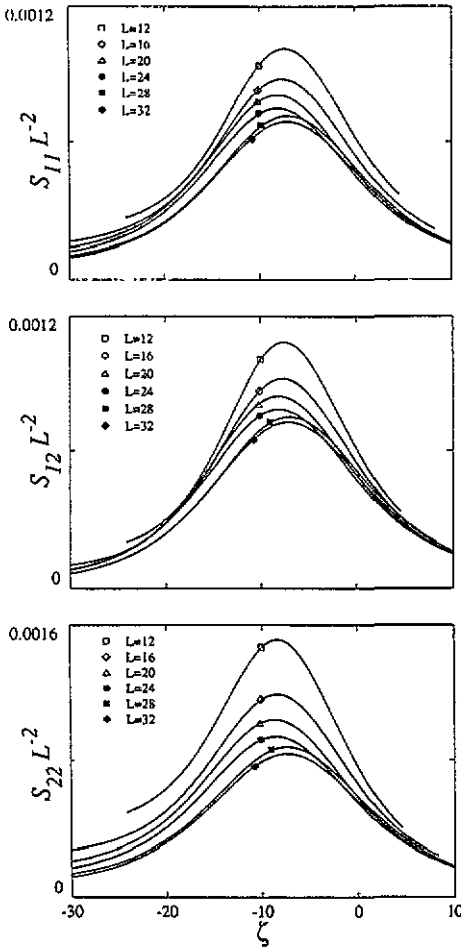 0.0012
L=12
L=16
L=20
L=24
L=28
L=32
S11 L-2
0
0.0012
L=12
L=16
L=20
L=24
L=28
L=32
S12 L-2
0
0.0016
L=12
L=16
L=20
L=24
L=28
L=32
S22 L-2
0
-30 -20 -10 0 10
ζ